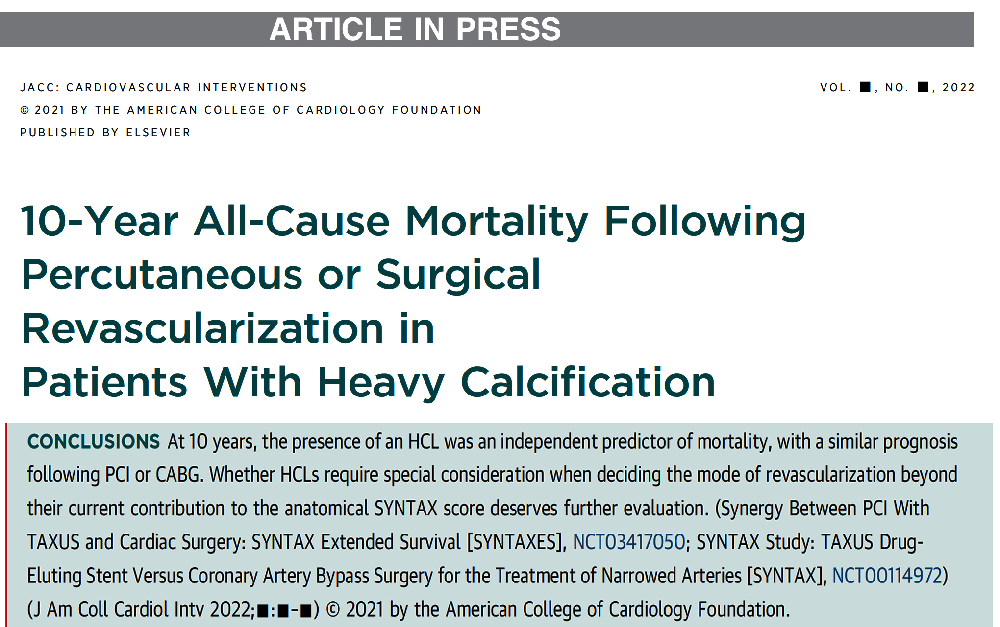 ARTICLE IN PRESS
JACC: CARDIOVASCULAR INTERVENTIONS
VOL. ■, NO. ■, 2022
© 2021 BY THE AMERICAN COLLEGE OF CARDIOLOGY FOUNDATION
PUBLISHED BY ELSEVIER
10-Year All-Cause Mortality Following
Percutaneous or Surgical
Revascularization in
Patients With Heavy Calcification
CONCLUSIONS At 10 years, the presence of an HCL was an independent predictor of mortality, with a similar prognosis
following PCI or CABG. Whether HCLs require special consideration when deciding the mode of revascularization beyond
their current contribution to the anatomical SYNTAX score deserves further evaluation. (Synergy Between PCI With
TAXUS and Cardiac Surgery: SYNTAX Extended Survival [SYNTAXES], NCT03417050; SYNTAX Study: TAXUS Drug-
Eluting Stent Versus Coronary Artery Bypass Surgery for the Treatment of Narrowed Arteries [SYNTAX], NCT00114972)
(J Am Coll Cardiol Intv 2022;■:■-■) © 2021 by the American College of Cardiology Foundation.